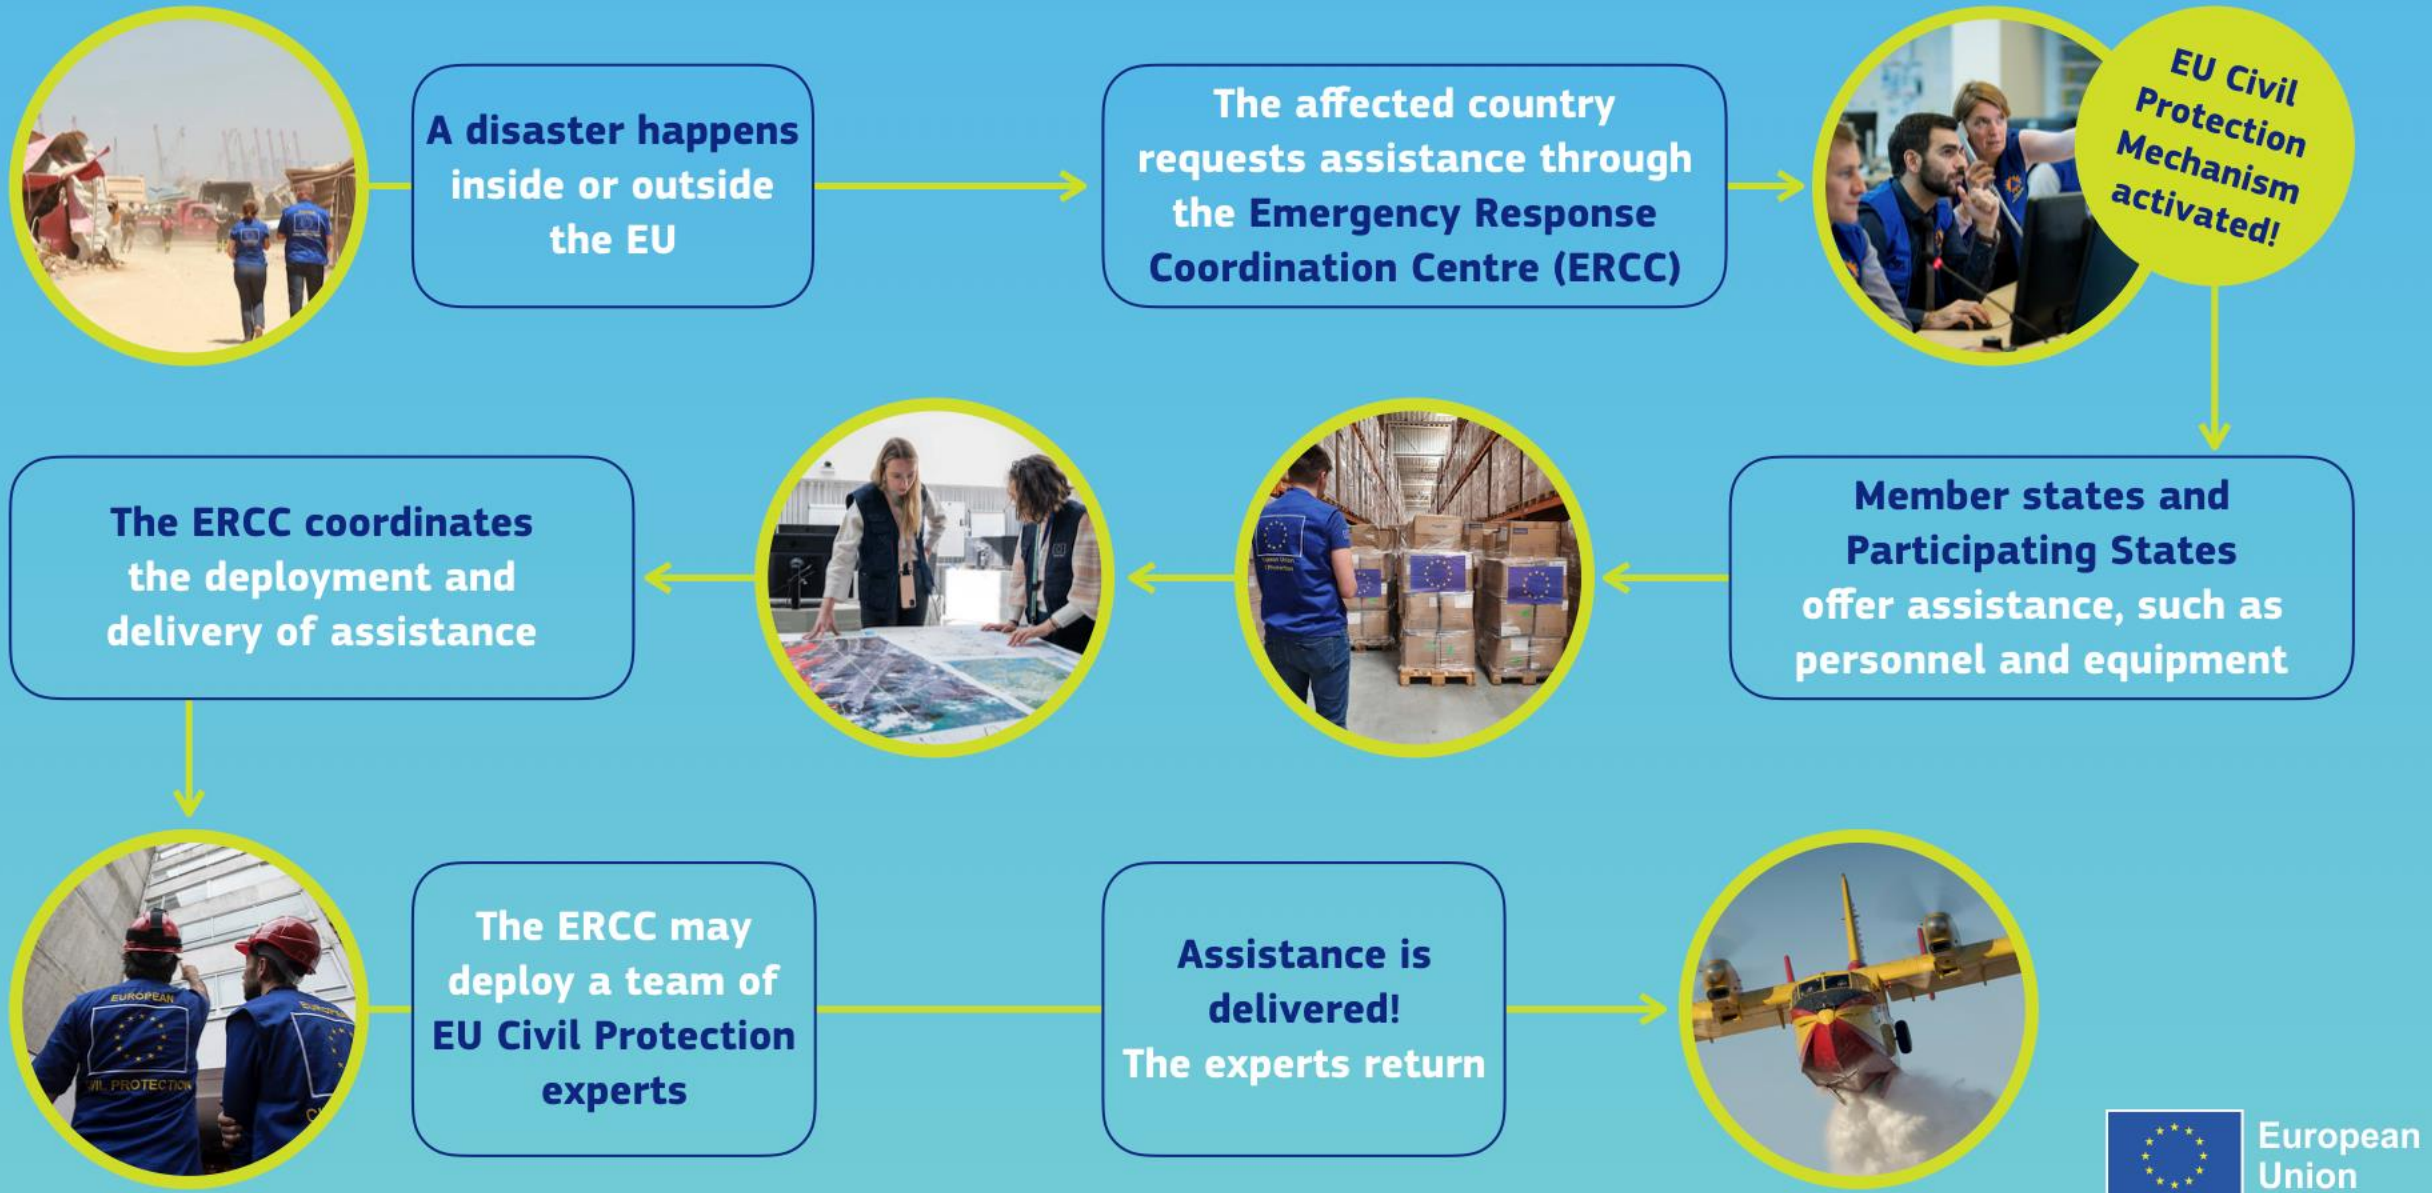 A disaster happens
inside or outside
the EU
The affected country
requests assistance through
the Emergency Response
Coordination Centre (ERCC)
EU Civil
Protection
Mechanism
activated!
Member states and
Participating States
offer assistance, such as
personnel and equipment
The ERCC coordinates
the deployment and
delivery of assistance
EUROPEAN
The ERCC may
deploy a team of
EU Civil Protection
experts
Assistance is
delivered!
The experts return
European
Union